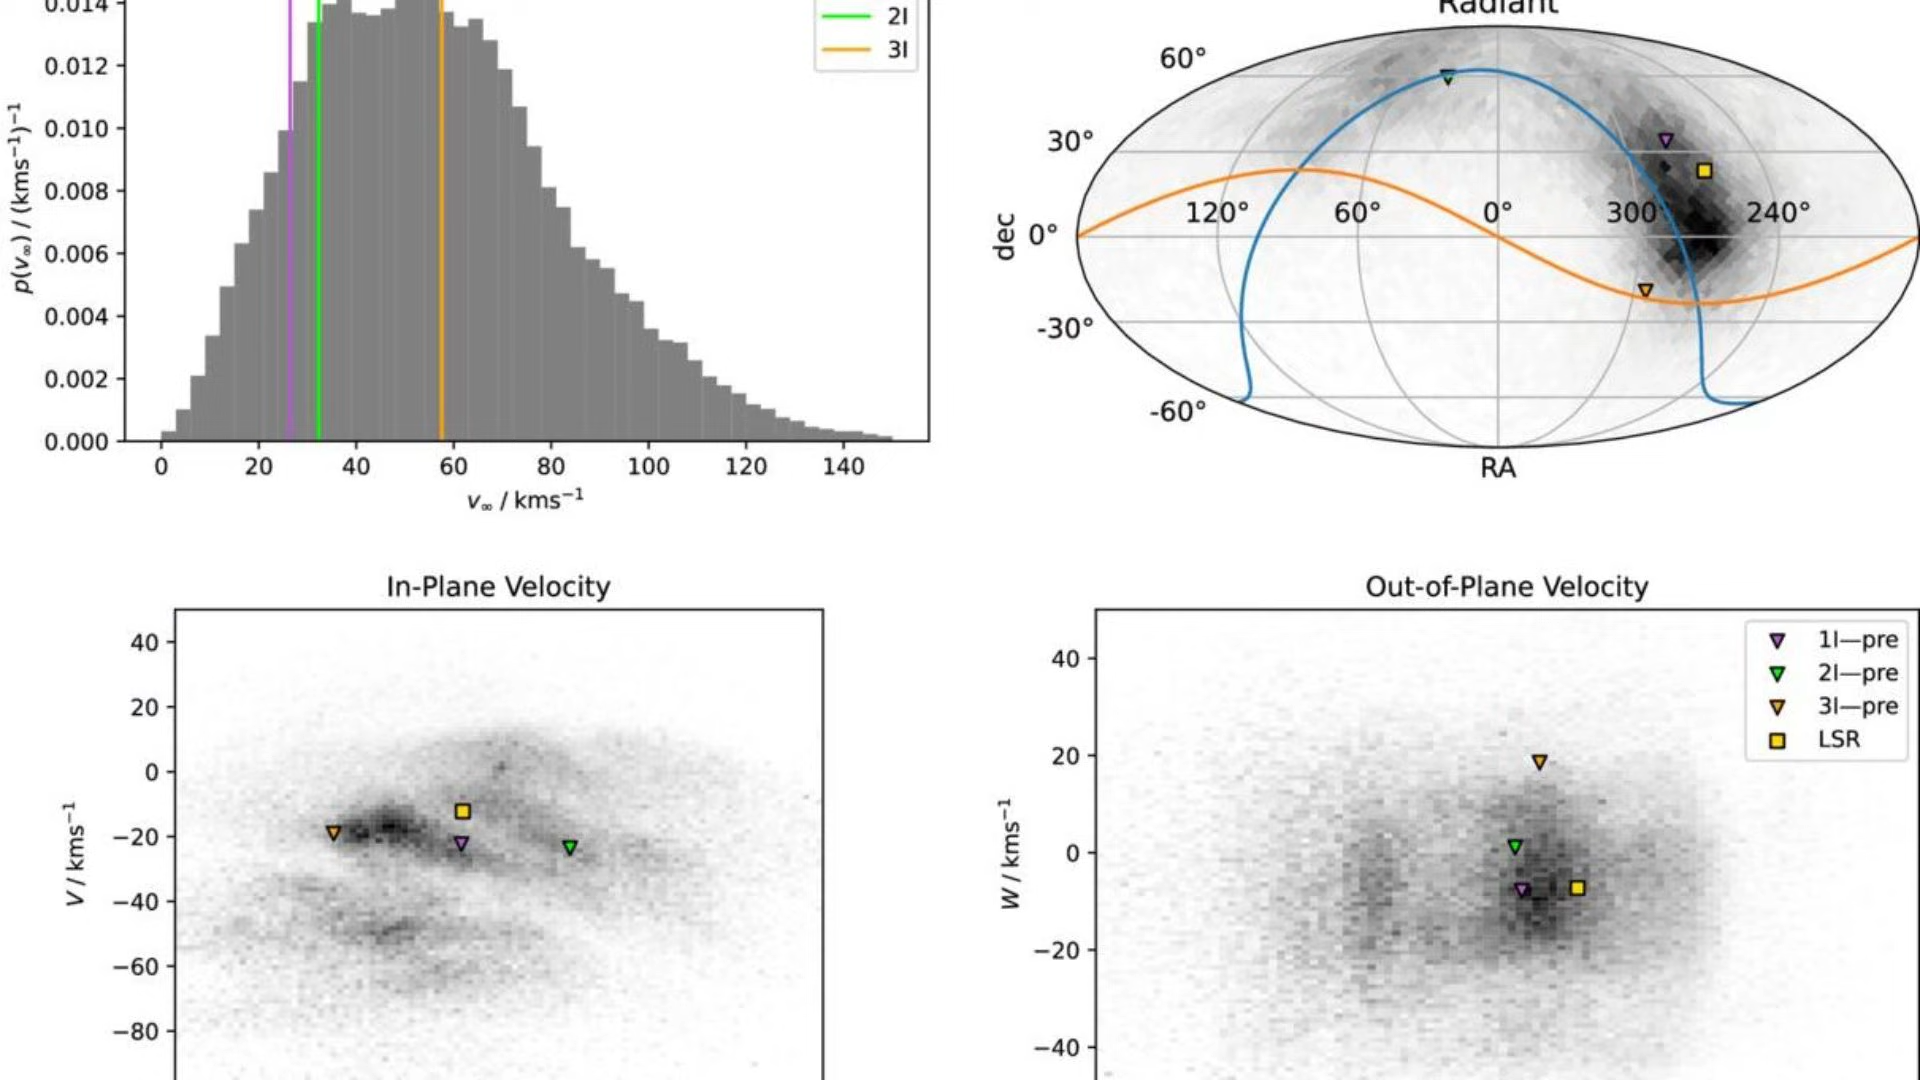 0.014
0.012
0.010
0.008
0.006
0.004
0.002
0.000
p(v∞) / (kms⁻¹)⁻¹
0 20 40 60 80 100 120 140
v∞ / kms⁻¹
2I
3I
Radiant
60°
30°
0°
-30°
-60°
dec
120° 60° 0° 300° 240°
RA
In-Plane Velocity
40
20
0
−20
−40
−60
−80
V / kms⁻¹
Out-of-Plane Velocity
40
20
0
−20
−40
W / kms⁻¹
1I—pre
2I—pre
3I—pre
LSR